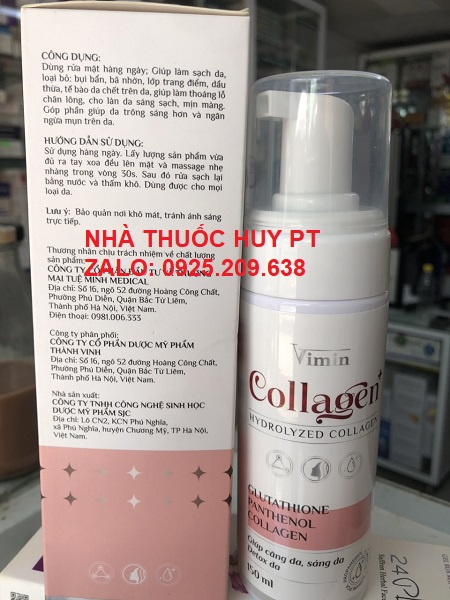 CÔNG DỤNG:
Dùng rửa mặt hàng ngày; Giúp làm sạch da,
loại bỏ: bụi bẩn, bã nhờn, lớp trang điểm, dầu
thừa, tế bào da chết trên da, giúp làm thoáng lỗ
chân lông, cho làn da sáng sạch, mịn màng.
Góp phần giúp da trông sáng hơn và ngăn
ngừa mụn trên da.
HƯỚNG DẪN SỬ DỤNG:
Sử dụng hàng ngày. Lấy lượng sản phẩm vừa
đủ ra tay xoa đều lên mặt và massage nhẹ
nhàng trong vòng 30s. Sau đó rửa sạch lại
bằng nước và thấm khô. Dùng được cho mọi
loại da.
Lưu ý: Bảo quản nơi khô mát, tránh ánh sáng
trực tiếp.
NHÀ THUỐC HUY PT
ZALO: 0925.209.638
Thương nhân chịu trách nhiệm về chất lượng
sản phẩm:
CÔNG TY CỔ PHẦN ĐẦU TƯ VÀ THƯƠNG
MẠI TUỆ MINH MEDICAL
Địa chỉ: Số 16, ngõ 52 đường Hoàng Công Chất,
Phường Phú Diễn, Quận Bắc Từ Liêm,
Thành phố Hà Nội, Việt Nam.
Điện thoại: 0981.006.333
Công ty phân phối:
CÔNG TY CỔ PHẦN DƯỢC MỸ PHẨM
THÀNH VINH
Địa chỉ: Số 16, ngõ 52 đường Hoàng Công Chất,
Phường Phú Diễn, Quận Bắc Từ Liêm,
Thành phố Hà Nội, Việt Nam.
Nhà sản xuất:
CÔNG TY TNHH CÔNG NGHỆ SINH HỌC
DƯỢC MỸ PHẨM SJC
Địa chỉ: Lô CN2, KCN Phú Nghĩa,
xã Phú Nghĩa, huyện Chương Mỹ, TP Hà Nội,
Việt Nam.
Vimin
Collagen+
HYDROLYZED COLLAGEN
GLUTATHIONE
PANTHENOL
COLLAGEN
Giúp căng da, sáng da
Detox da
150 ml